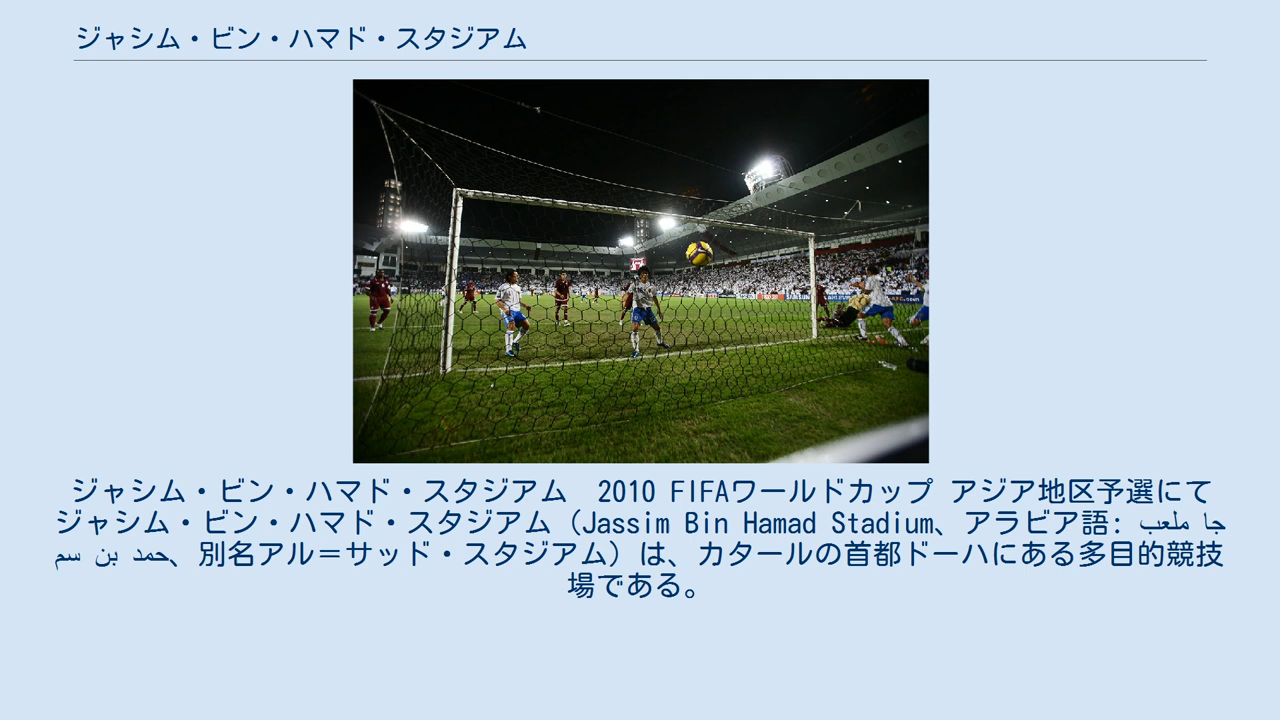 ジャシム・ビン・ハマド・スタジアム
SAMSUNG
ジャシム・ビン・ハマド・スタジアム　2010 FIFAワールドカップ アジア地区予選にて
ジャシム・ビン・ハマド・スタジアム（Jassim Bin Hamad Stadium、アラビア語: ملعب جا
سم بن حمد、別名アル＝サッド・スタジアム）は、カタールの首都ドーハにある多目的競技
場である。